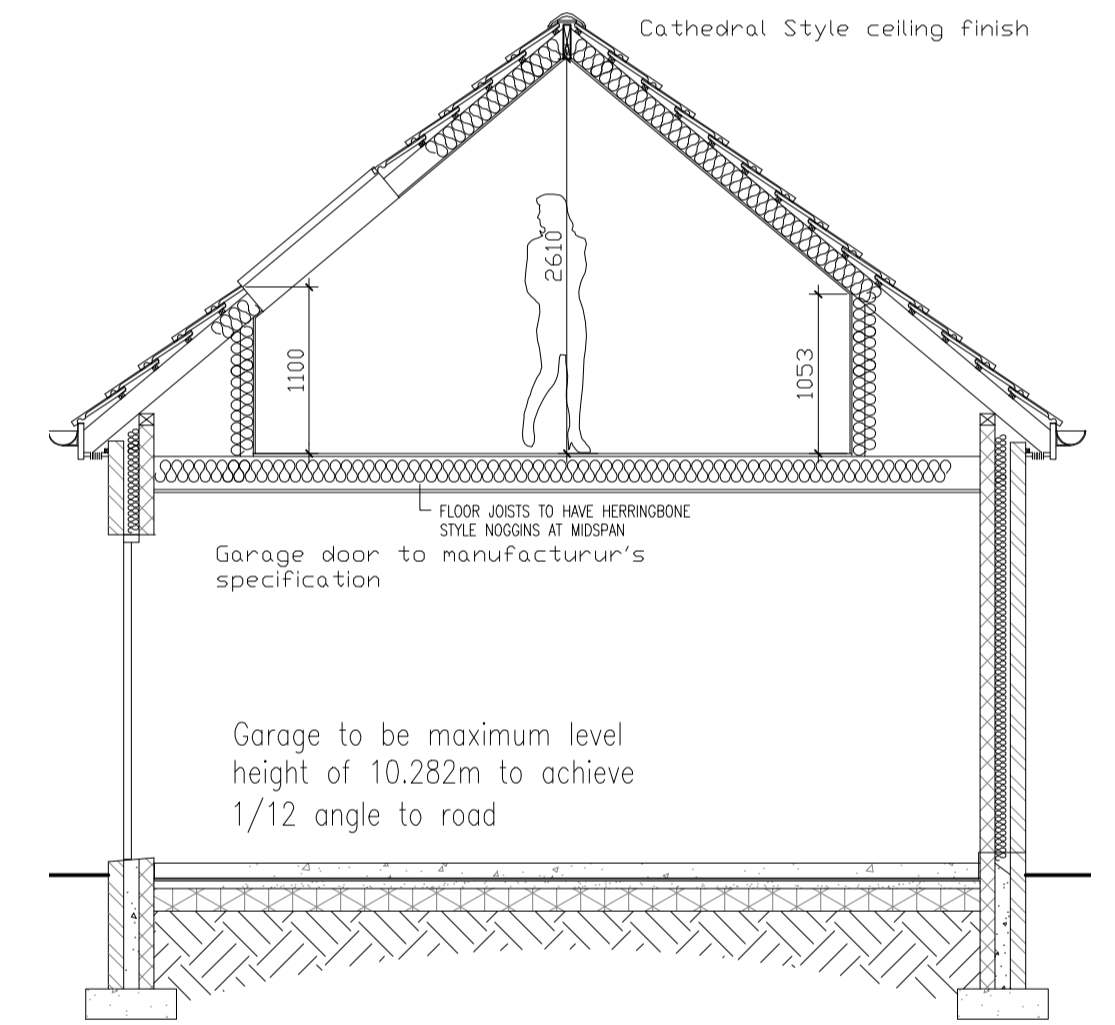 Cathedral Style ceiling finish
2610
1100
1053
FLOOR JOISTS TO HAVE HERRINGBONE
STYLE NOGGINS AT MIDSPAN
Garage door to manufacturur's
specification
Garage to be maximum level
height of 10.282m to achieve
1/12 angle to road